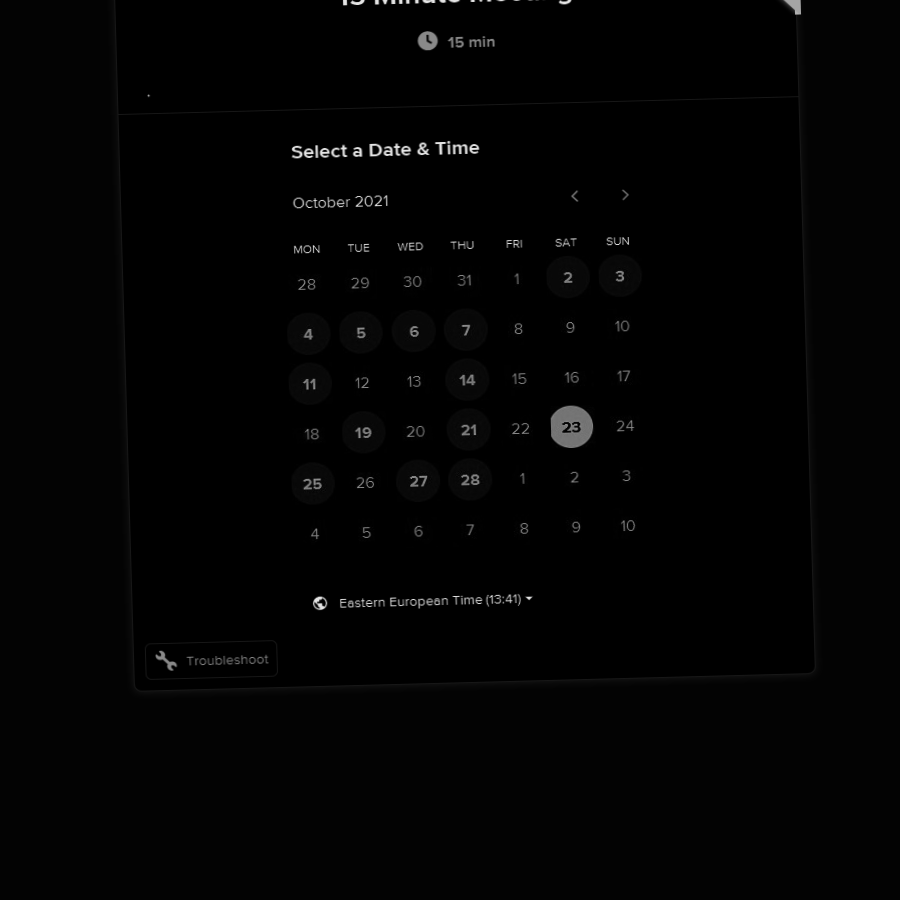 15 min
Select a Date & Time
October 2021
MON TUE WED THU FRI SAT SUN
28 29 30 31 1 2 3
4 5 6 7 8 9 10
11 12 13 14 15 16 17
18 19 20 21 22 23 24
25 26 27 28 1 2 3
4 5 6 7 8 9 10
Eastern European Time (13:41)
Troubleshoot